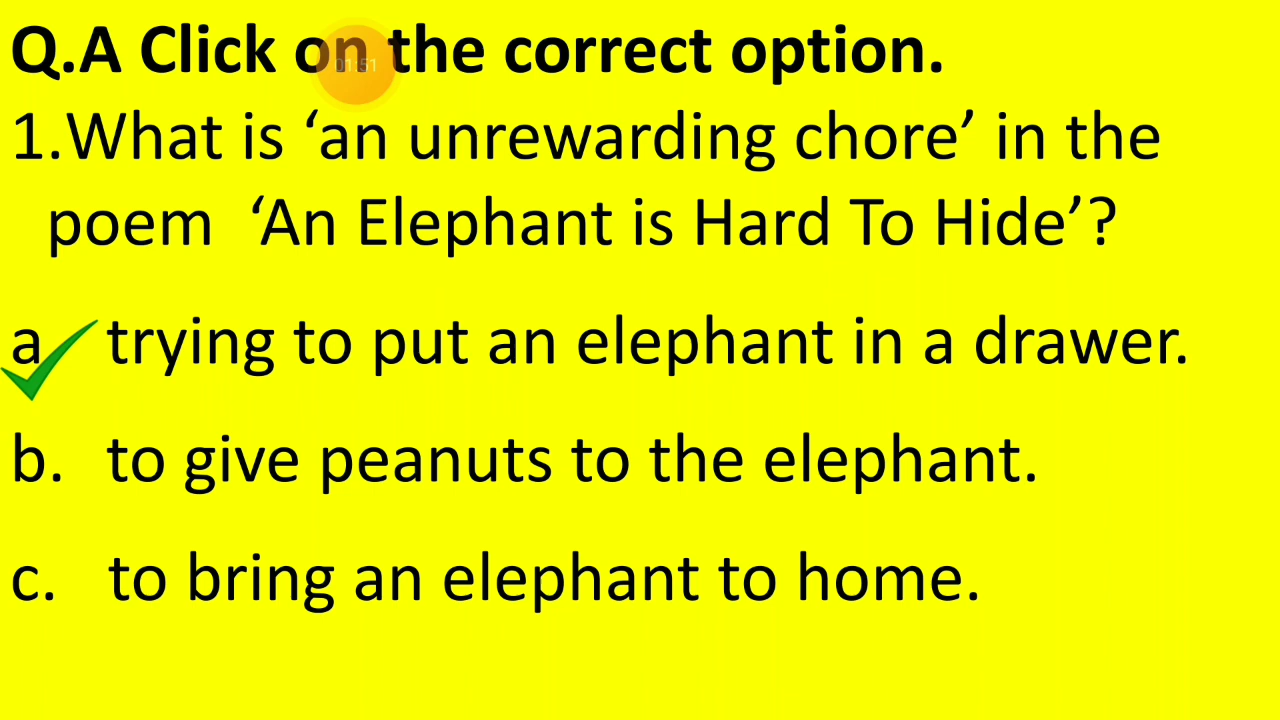 Q.A Click on the correct option.
01:51
1.What is ‘an unrewarding chore’ in the
poem ‘An Elephant is Hard To Hide’?
a trying to put an elephant in a drawer.
b. to give peanuts to the elephant.
c. to bring an elephant to home.